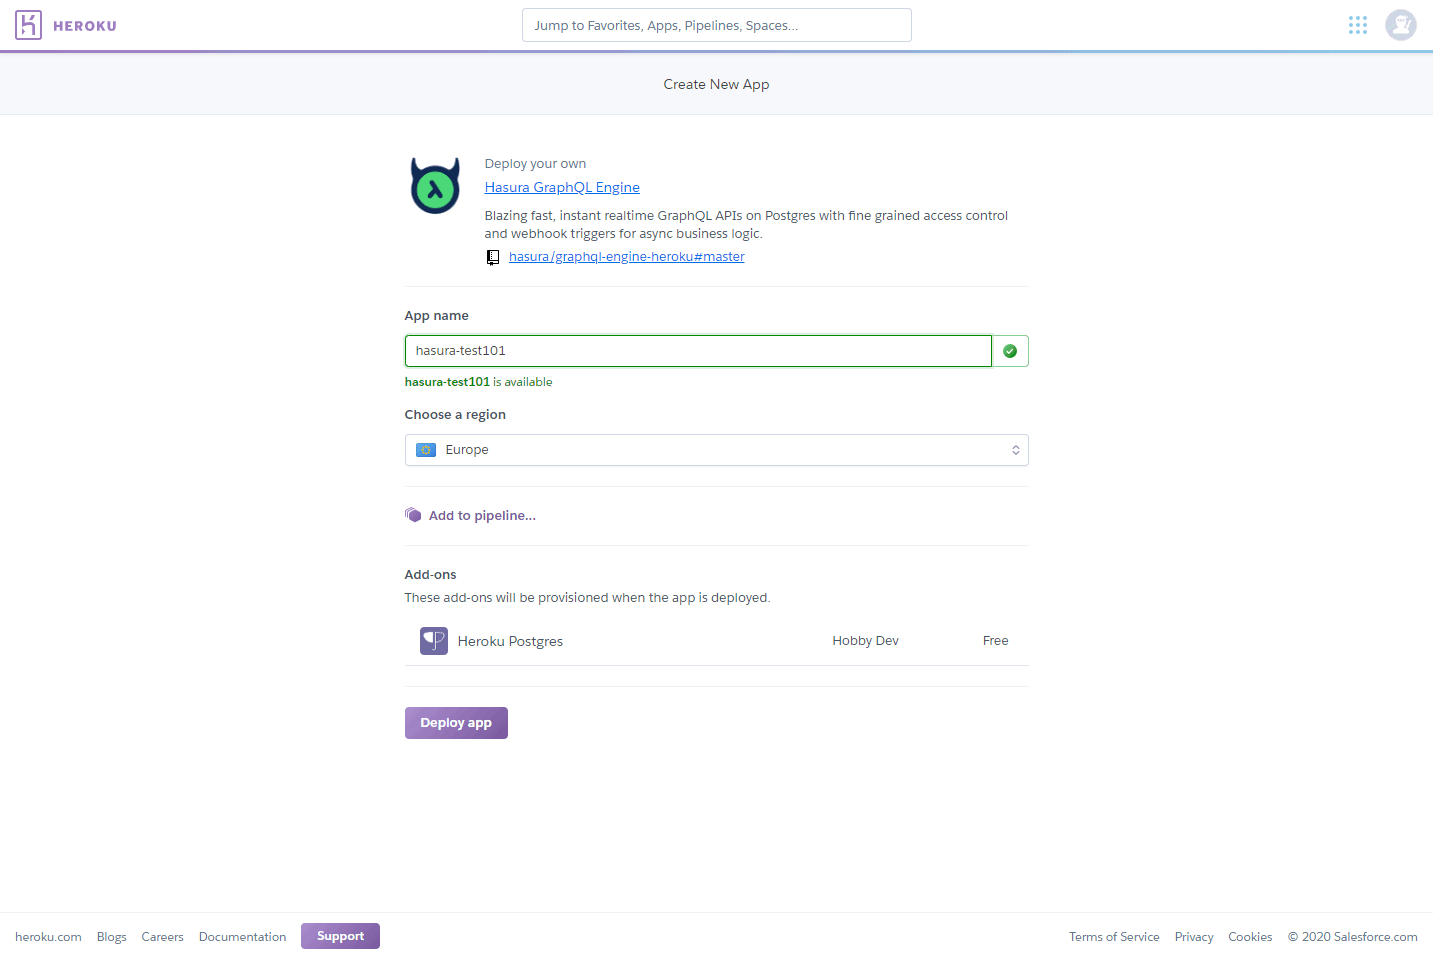 HEROKU
Jump to Favorites, Apps, Pipelines, Spaces...
Create New App
Deploy your own
Hasura GraphQL Engine
Blazing fast, instant realtime GraphQL APIs on Postgres with fine grained access control
and webhook triggers for async business logic.
hasura/graphql-engine-heroku#master
App name
hasura-test101
hasura-test101 is available
Choose a region
Europe
Add to pipeline...
Add-ons
These add-ons will be provisioned when the app is deployed.
Heroku Postgres Hobby Dev Free
Deploy app
heroku.com Blogs Careers Documentation Support Terms of Service Privacy Cookies © 2020 Salesforce.com